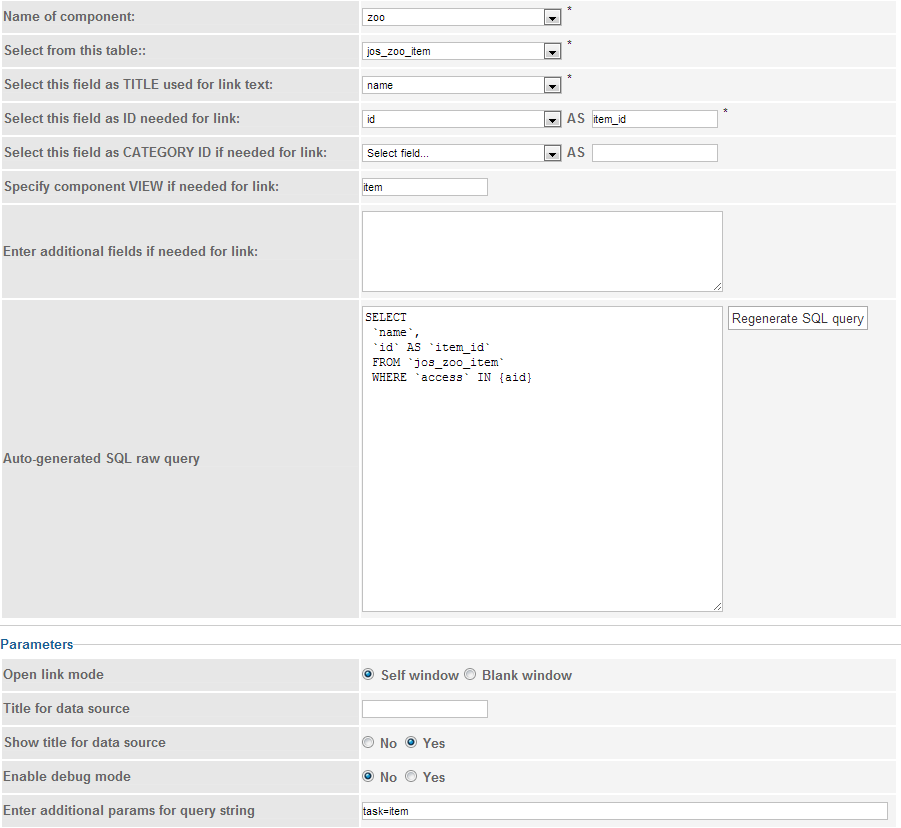 Name of component: zoo *
Select from this table:: jos_zoo_item *
Select this field as TITLE used for link text: name *
Select this field as ID needed for link: id AS item_id *
Select this field as CATEGORY ID if needed for link: Select field... AS
Specify component VIEW if needed for link: item
Enter additional fields if needed for link:
Auto-generated SQL raw query
SELECT
`name`,
`id` AS `item_id`
FROM `jos_zoo_item`
WHERE `access` IN {aid}
Regenerate SQL query
Parameters
Open link mode Self window Blank window
Title for data source
Show title for data source No Yes
Enable debug mode No Yes
Enter additional params for query string task=item